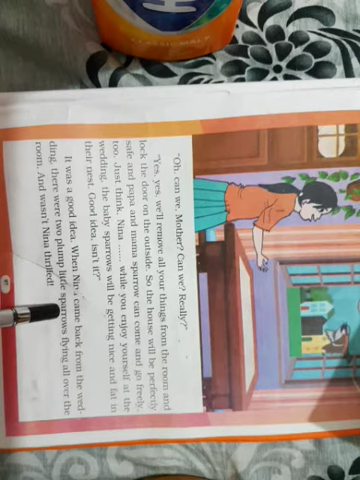 "Oh, can we, Mother? Can we? Really?"
"Yes, yes, we'll remove all your things from the room and
lock the door on the outside. So the house will be perfectly
safe and papa and mama sparrow can come and go freely,
too. Just think, Nina ...... while you enjoy yourself at the
wedding, the baby sparrows will be getting nice and fat in
their nest. Good idea, isn't it?"
It was a good idea. When Nina came back from the wed-
ding, there were two plump little sparrows flying all over the
room. And wasn't Nina thrilled!